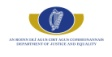 AN ROINN DLÍ AGUS CIRT AGUS COMHIONANNAIS
DEPARTMENT OF JUSTICE AND EQUALITY